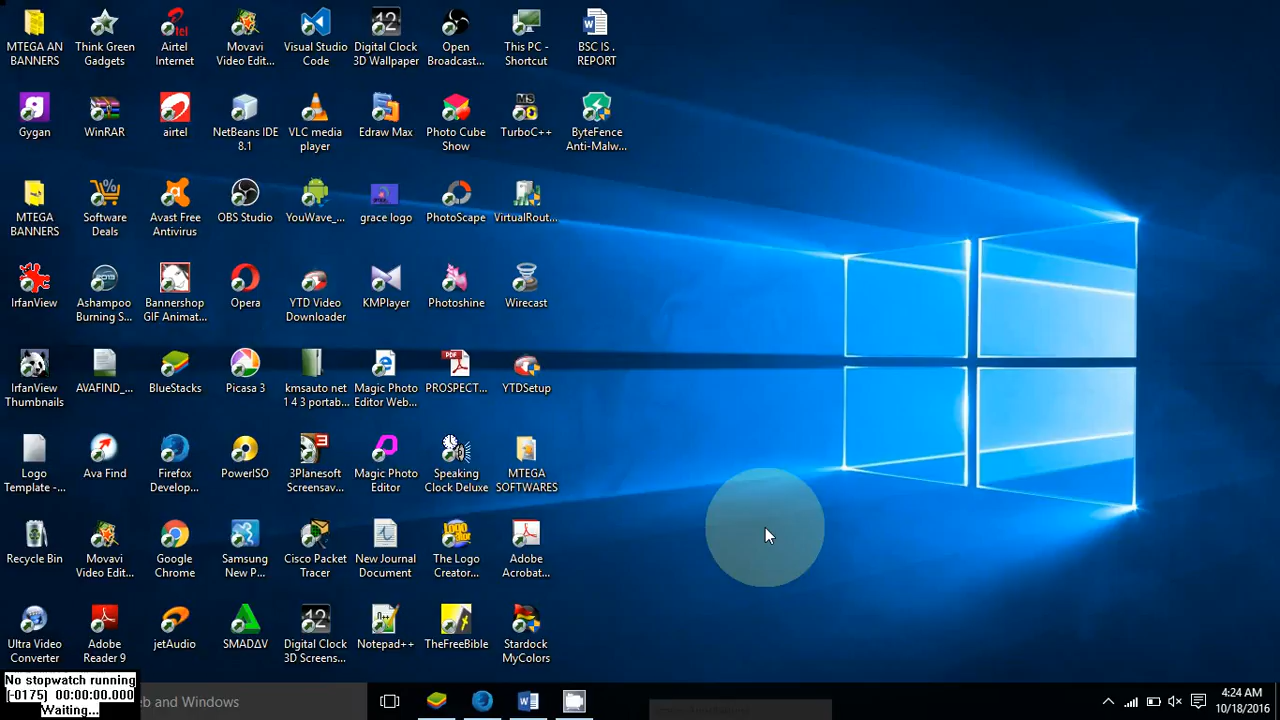 MTEGA AN
BANNERS
Think Green
Gadgets
Airtel
Internet
Movavi
Video Edit...
Visual Studio
Code
Digital Clock
3D Wallpaper
Open
Broadcast...
This PC -
Shortcut
BSC IS .
REPORT
Gygan
WinRAR
airtel
NetBeans IDE
8.1
VLC media
player
Edraw Max
Photo Cube
Show
TurboC++
ByteFence
Anti-Malw...
MTEGA
BANNERS
Software
Deals
Avast Free
Antivirus
OBS Studio
YouWave_...
grace logo
PhotoScape
VirtualRout...
IrfanView
Ashampoo
Burning S...
Bannershop
GIF Animat...
Opera
YTD Video
Downloader
KMPlayer
Photoshine
Wirecast
IrfanView
Thumbnails
AVAFIND_...
BlueStacks
Picasa 3
kmsauto net
1 4 3 portab...
Magic Photo
Editor Web...
PROSPECT...
YTDSetup
Logo
Template -...
Ava Find
Firefox
Develop...
PowerISO
3Planesoft
Screensav...
Magic Photo
Editor
Speaking
Clock Deluxe
MTEGA
SOFTWARES
Recycle Bin
Movavi
Video Edit...
Google
Chrome
Samsung
New P...
Cisco Packet
Tracer
New Journal
Document
The Logo
Creator...
Adobe
Acrobat...
Ultra Video
Converter
Adobe
Reader 9
jetAudio
SMADΔV
Digital Clock
3D Screens...
Notepad++
TheFreeBible
Stardock
MyColors
No stopwatch running
(-0175) 00:00:00.000
Waiting...
eb and Windows
4:24 AM
10/18/2016